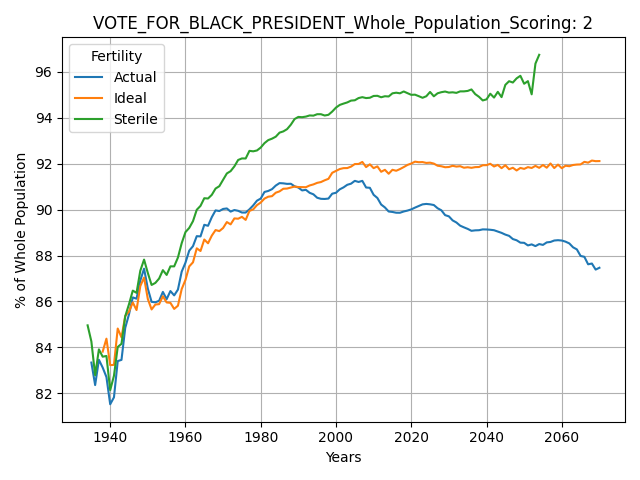 VOTE_FOR_BLACK_PRESIDENT_Whole_Population_Scoring: 2
Fertility
Actual
Ideal
Sterile
% of Whole Population
96
94
92
90
88
86
84
82
1940
1960
1980
2000
2020
2040
2060
Years